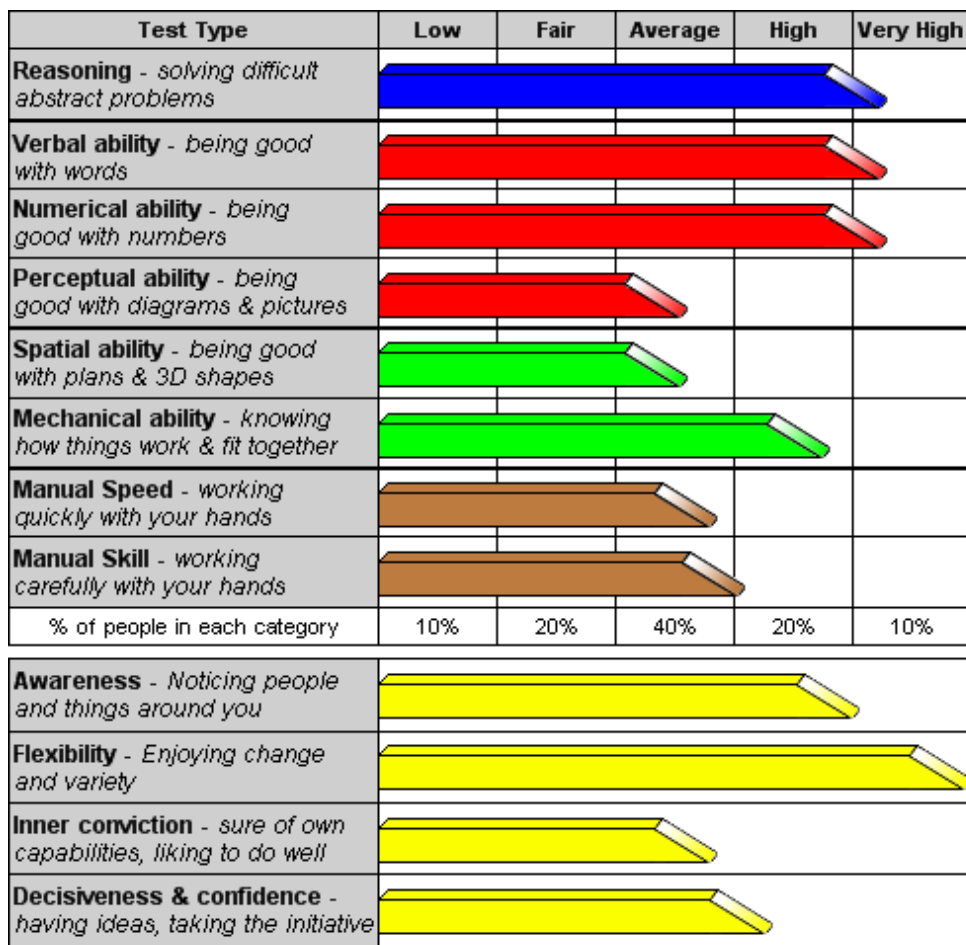 Test Type Low Fair Average High Very High
Reasoning - solving difficult
abstract problems
Verbal ability - being good
with words
Numerical ability - being
good with numbers
Perceptual ability - being
good with diagrams & pictures
Spatial ability - being good
with plans & 3D shapes
Mechanical ability - knowing
how things work & fit together
Manual Speed - working
quickly with your hands
Manual Skill - working
carefully with your hands
% of people in each category 10% 20% 40% 20% 10%
Awareness - Noticing people
and things around you
Flexibility - Enjoying change
and variety
Inner conviction - sure of own
capabilities, liking to do well
Decisiveness & confidence -
having ideas, taking the initiative